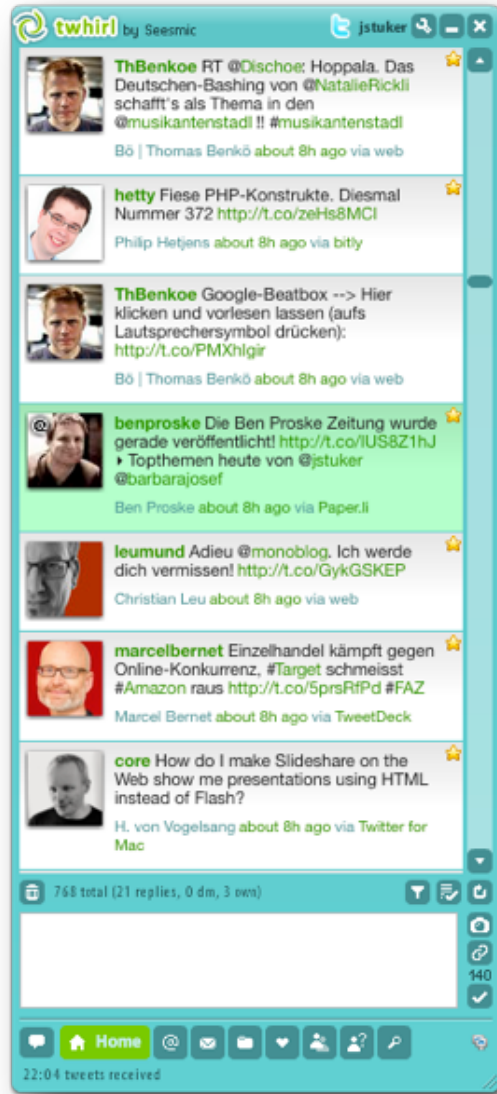 twhirl by Seesmic
jstuker
ThBenkoe RT @Dischoe: Hoppala. Das
Deutschen-Bashing von @NatalieRickli
schafft's als Thema in den
@musikantenstadl !! #musikantenstadl
Bö | Thomas Benkö about 8h ago via web
hetty Fiese PHP-Konstrukte. Diesmal
Nummer 372 http://t.co/zeHs8MCI
Philip Hetjens about 8h ago via bitly
ThBenkoe Google-Beatbox --> Hier
klicken und vorlesen lassen (aufs
Lautsprechersymbol drücken):
http://t.co/PMXhIgir
Bö | Thomas Benkö about 8h ago via web
@
benproske Die Ben Proske Zeitung wurde
gerade veröffentlicht! http://t.co/IUS8Z1hJ
▸ Topthemen heute von @jstuker
@barbarajosef
Ben Proske about 8h ago via Paper.li
leumund Adieu @monoblog. Ich werde
dich vermissen! http://t.co/GykGSKEP
Christian Leu about 8h ago via web
marcelbernet Einzelhandel kämpft gegen
Online-Konkurrenz, #Target schmeisst
#Amazon raus http://t.co/5prsRfPd #FAZ
Marcel Bernet about 8h ago via TweetDeck
core How do I make Slideshare on the
Web show me presentations using HTML
instead of Flash?
H. von Vogelsang about 8h ago via Twitter for
Mac
768 total (21 replies, 0 dm, 3 own)
140
Home @
22:04 tweets received